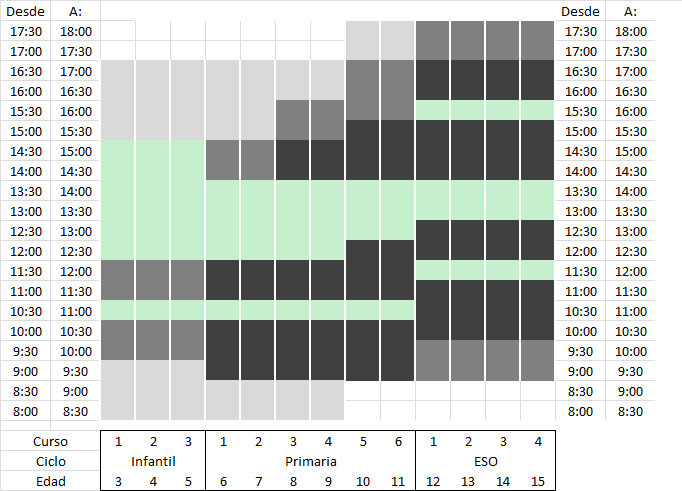 Desde A: Desde A:
17:30 18:00 17:30 18:00
17:00 17:30 17:00 17:30
16:30 17:00 16:30 17:00
16:00 16:30 16:00 16:30
15:30 16:00 15:30 16:00
15:00 15:30 15:00 15:30
14:30 15:00 14:30 15:00
14:00 14:30 14:00 14:30
13:30 14:00 13:30 14:00
13:00 13:30 13:00 13:30
12:30 13:00 12:30 13:00
12:00 12:30 12:00 12:30
11:30 12:00 11:30 12:00
11:00 11:30 11:00 11:30
10:30 11:00 10:30 11:00
10:00 10:30 10:00 10:30
9:30 10:00 9:30 10:00
9:00 9:30 9:00 9:30
8:30 9:00 8:30 9:00
8:00 8:30 8:00 8:30
Curso 1 2 3 1 2 3 4 5 6 1 2 3 4
Ciclo Infantil Primaria ESO
Edad 3 4 5 6 7 8 9 10 11 12 13 14 15